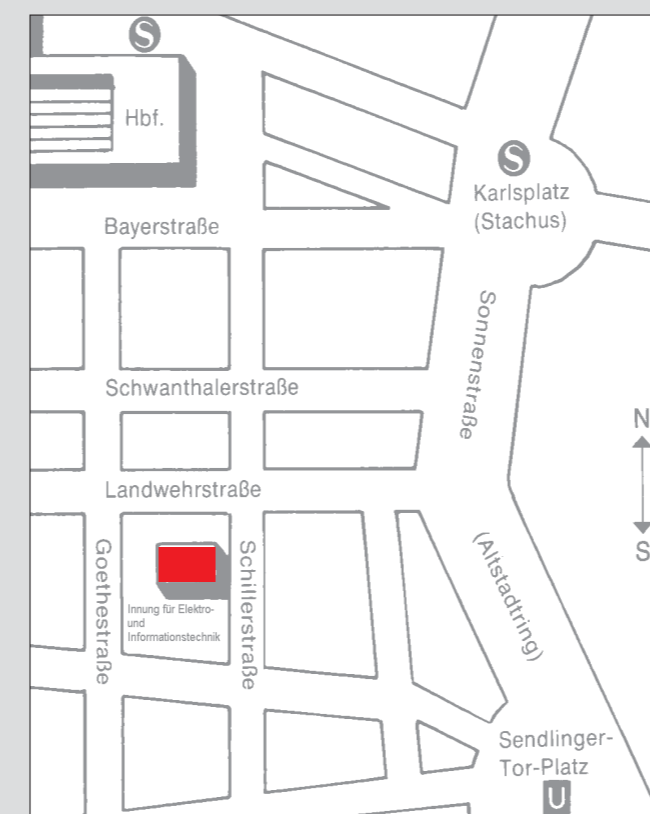 S
Hbf.
S
Karlsplatz
(Stachus)
Bayerstraße
Sonnenstraße
Schwanthalerstraße
N
S
Landwehrstraße
Goethestraße
Schillerstraße
(Altstadtring)
Innung für Elektro-
und
Informationstechnik
Sendlinger-
Tor-Platz
U